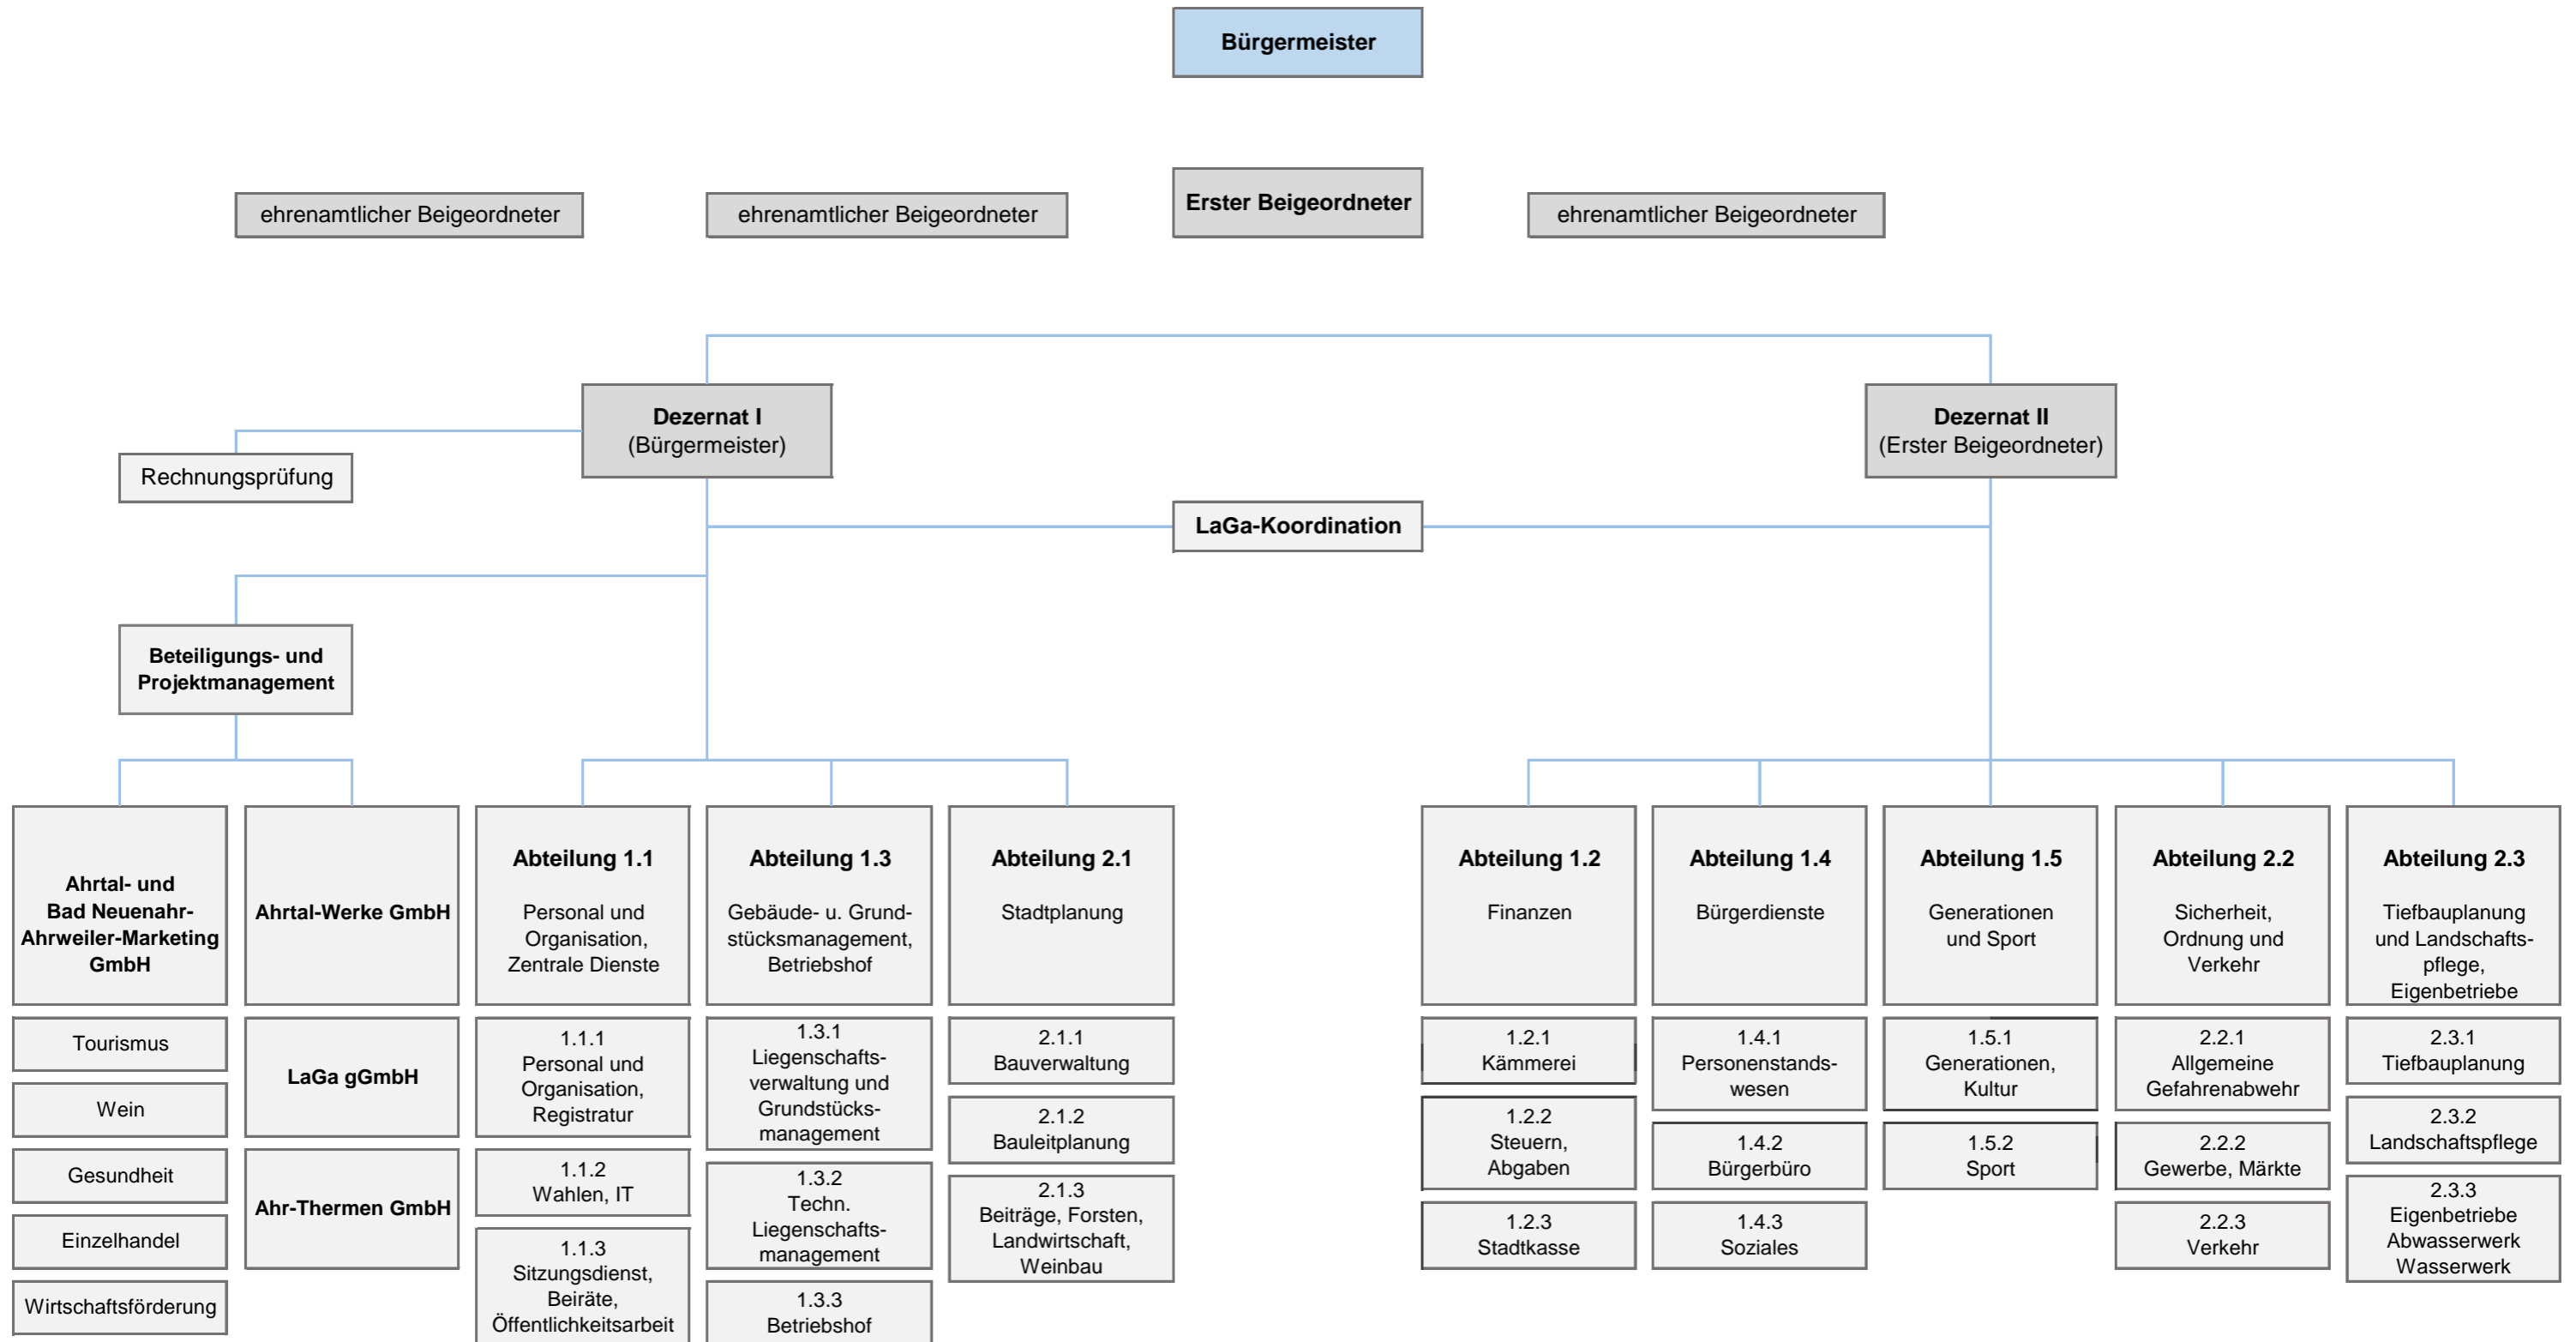 Bürgermeister
ehrenamtlicher Beigeordneter
ehrenamtlicher Beigeordneter
Erster Beigeordneter
ehrenamtlicher Beigeordneter
Dezernat I
(Bürgermeister)
Dezernat II
(Erster Beigeordneter)
Rechnungsprüfung
LaGa-Koordination
Beteiligungs- und
Projektmanagement
Ahrtal- und
Bad Neuenahr-
Ahrweiler-Marketing
GmbH
Tourismus
Wein
Gesundheit
Einzelhandel
Wirtschaftsförderung
Ahrtal-Werke GmbH
LaGa gGmbH
Ahr-Thermen GmbH
Abteilung 1.1
Personal und
Organisation,
Zentrale Dienste
1.1.1
Personal und
Organisation,
Registratur
1.1.2
Wahlen, IT
1.1.3
Sitzungsdienst,
Beiräte,
Öffentlichkeitsarbeit
Abteilung 1.3
Gebäude- u. Grund-
stücksmanagement,
Betriebshof
1.3.1
Liegenschafts-
verwaltung und
Grundstücks-
management
1.3.2
Techn.
Liegenschafts-
management
1.3.3
Betriebshof
Abteilung 2.1
Stadtplanung
2.1.1
Bauverwaltung
2.1.2
Bauleitplanung
2.1.3
Beiträge, Forsten,
Landwirtschaft,
Weinbau
Abteilung 1.2
Finanzen
1.2.1
Kämmerei
1.2.2
Steuern,
Abgaben
1.2.3
Stadtkasse
Abteilung 1.4
Bürgerdienste
1.4.1
Personenstands-
wesen
1.4.2
Bürgerbüro
1.4.3
Soziales
Abteilung 1.5
Generationen
und Sport
1.5.1
Generationen,
Kultur
1.5.2
Sport
Abteilung 2.2
Sicherheit,
Ordnung und
Verkehr
2.2.1
Allgemeine
Gefahrenabwehr
2.2.2
Gewerbe, Märkte
2.2.3
Verkehr
Abteilung 2.3
Tiefbauplanung
und Landschafts-
pflege,
Eigenbetriebe
2.3.1
Tiefbauplanung
2.3.2
Landschaftspflege
2.3.3
Eigenbetriebe
Abwasserwerk
Wasserwerk